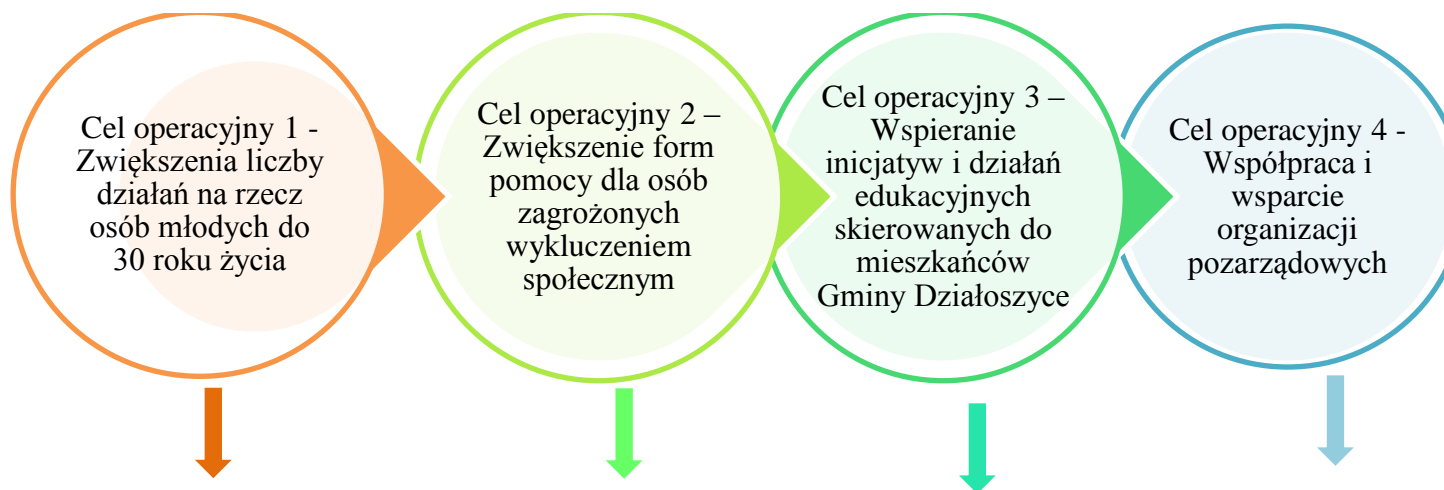 Cel operacyjny 1 -
Zwiększenia liczby
działań na rzecz
osób młodych do
30 roku życia
Cel operacyjny 2 –
Zwiększenie form
pomocy dla osób
zagrożonych
wykluczeniem
społecznym
Cel operacyjny 3 –
Wspieranie
inicjatyw i działań
edukacyjnych
skierowanych do
mieszkańców
Gminy Działoszyce
Cel operacyjny 4 -
Współpraca i
wsparcie
organizacji
pozarządowych